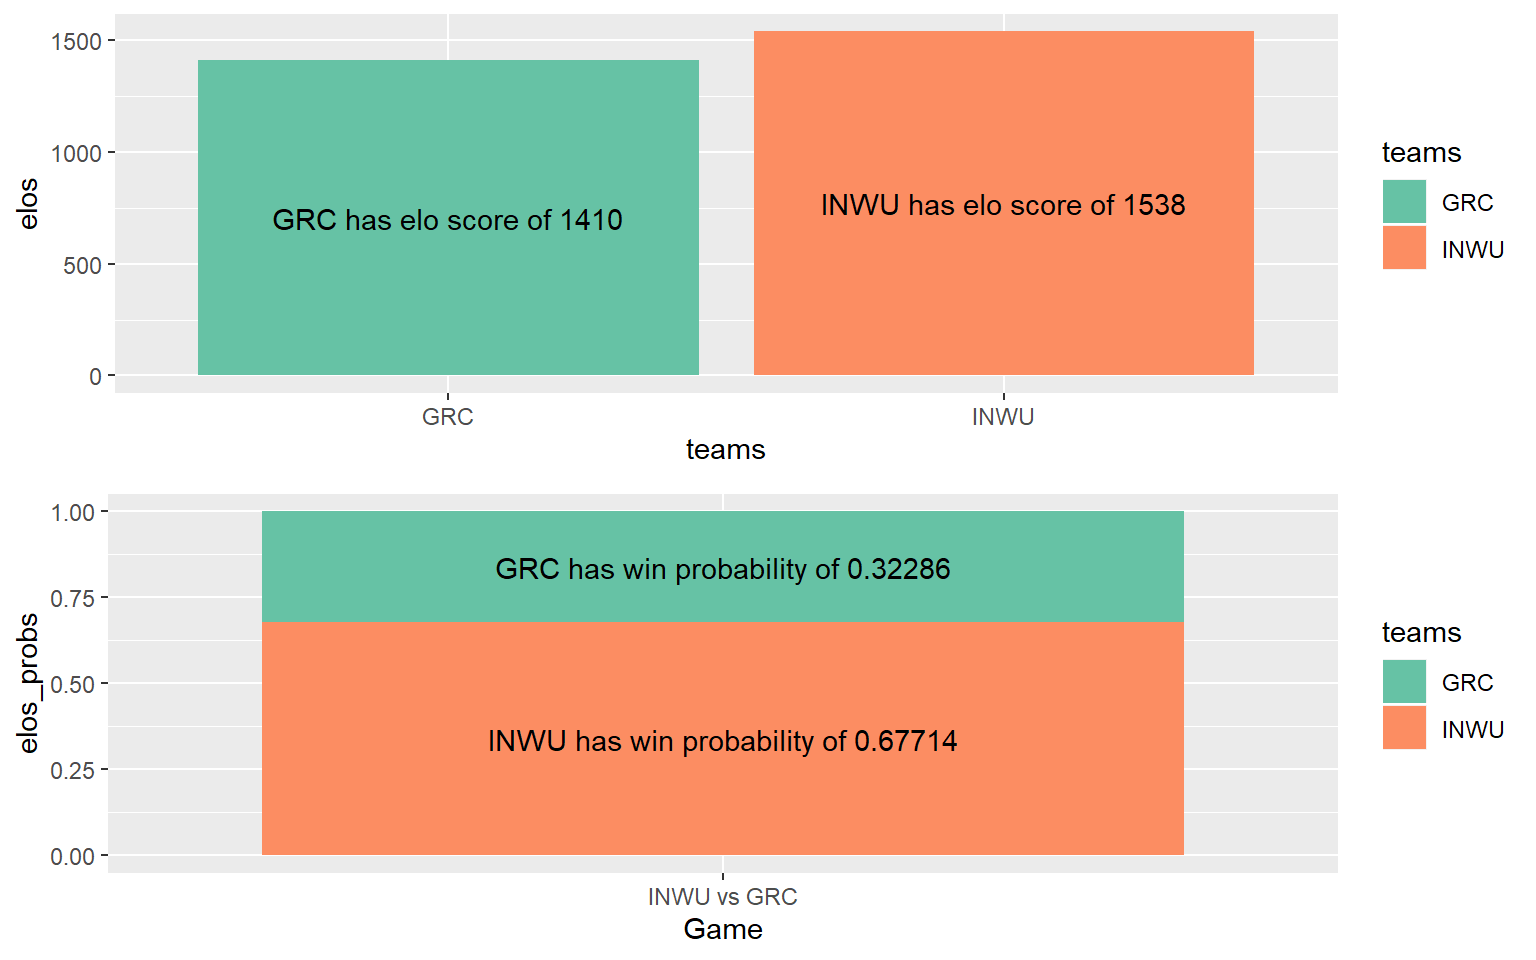 1500
1000
500
0
elos
GRC has elo score of 1410
INWU has elo score of 1538
GRC
INWU
teams
teams
GRC
INWU
1.00
0.75
0.50
0.25
0.00
elos_probs
GRC has win probability of 0.32286
INWU has win probability of 0.67714
INWU vs GRC
Game
teams
GRC
INWU